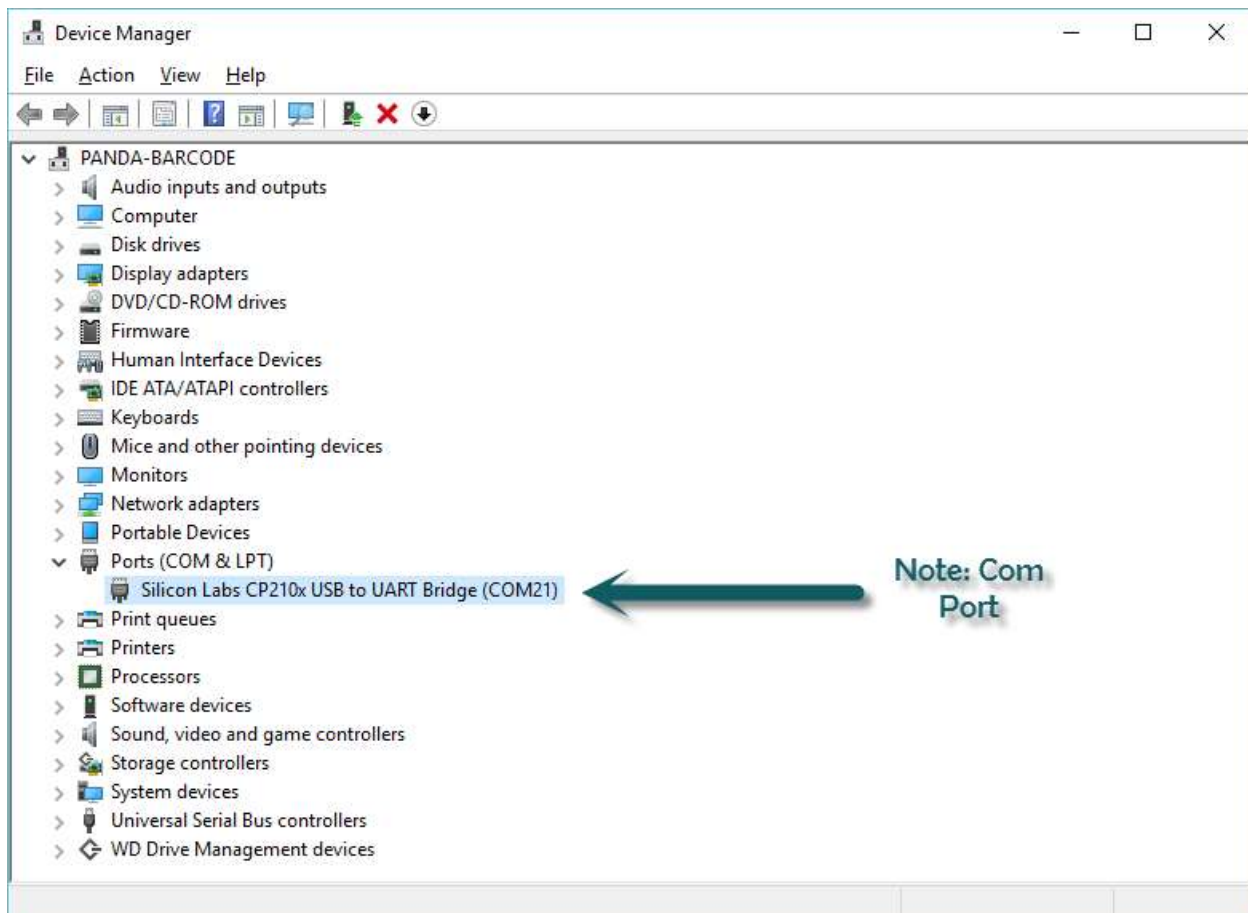 Device Manager
File Action View Help
PANDA-BARCODE
Audio inputs and outputs
Computer
Disk drives
Display adapters
DVD/CD-ROM drives
Firmware
Human Interface Devices
IDE ATA/ATAPI controllers
Keyboards
Mice and other pointing devices
Monitors
Network adapters
Portable Devices
Ports (COM & LPT)
Silicon Labs CP210x USB to UART Bridge (COM21)
Note: Com
Port
Print queues
Printers
Processors
Software devices
Sound, video and game controllers
Storage controllers
System devices
Universal Serial Bus controllers
WD Drive Management devices